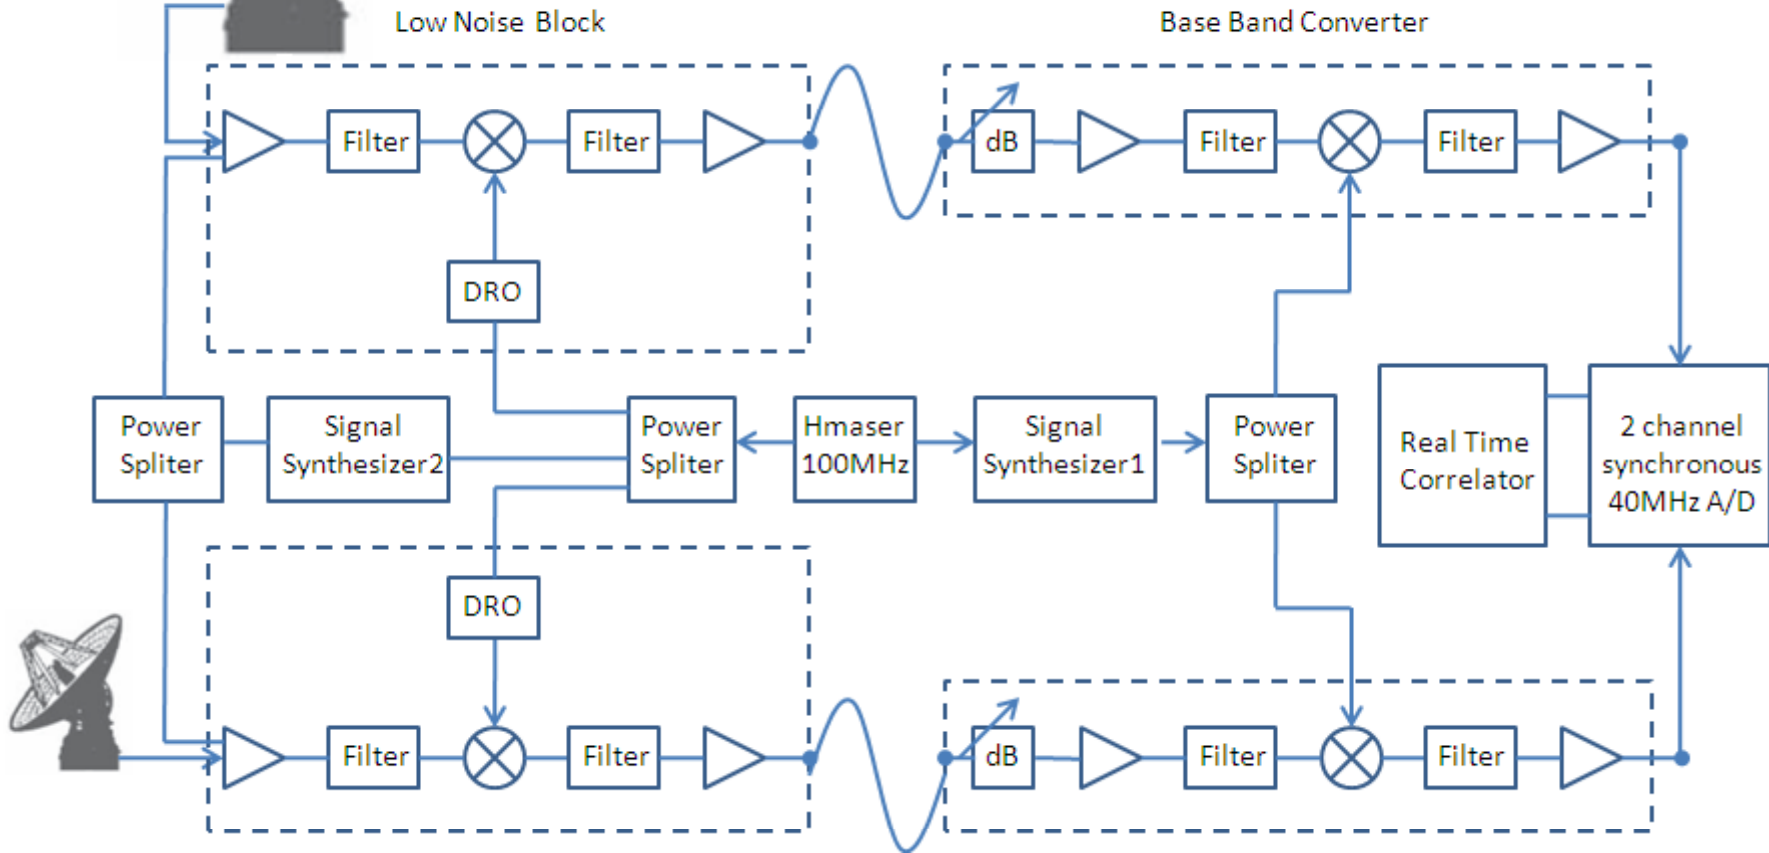 Low Noise Block
Base Band Converter
Filter
Filter
dB
Filter
Filter
DRO
Power
Spliter
Signal
Synthesizer2
Power
Spliter
Hmaser
100MHz
Signal
Synthesizer1
Power
Spliter
Real Time
Correlator
2 channel
synchronous
40MHz A/D
DRO
Filter
Filter
dB
Filter
Filter